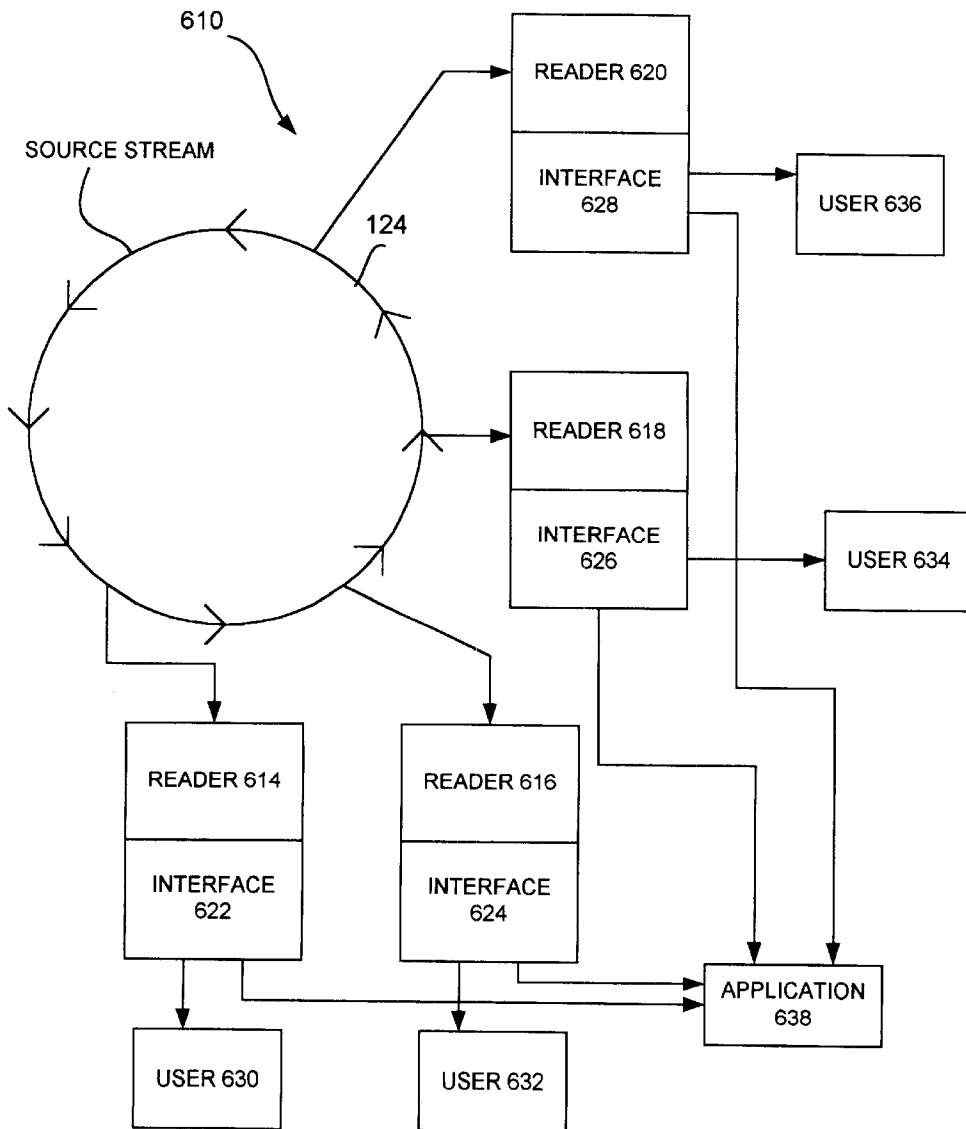 610
READER 620
SOURCE STREAM
INTERFACE
628
USER 636
124
READER 618
INTERFACE
626
USER 634
READER 614
READER 616
INTERFACE
622
INTERFACE
624
APPLICATION
638
USER 630
USER 632